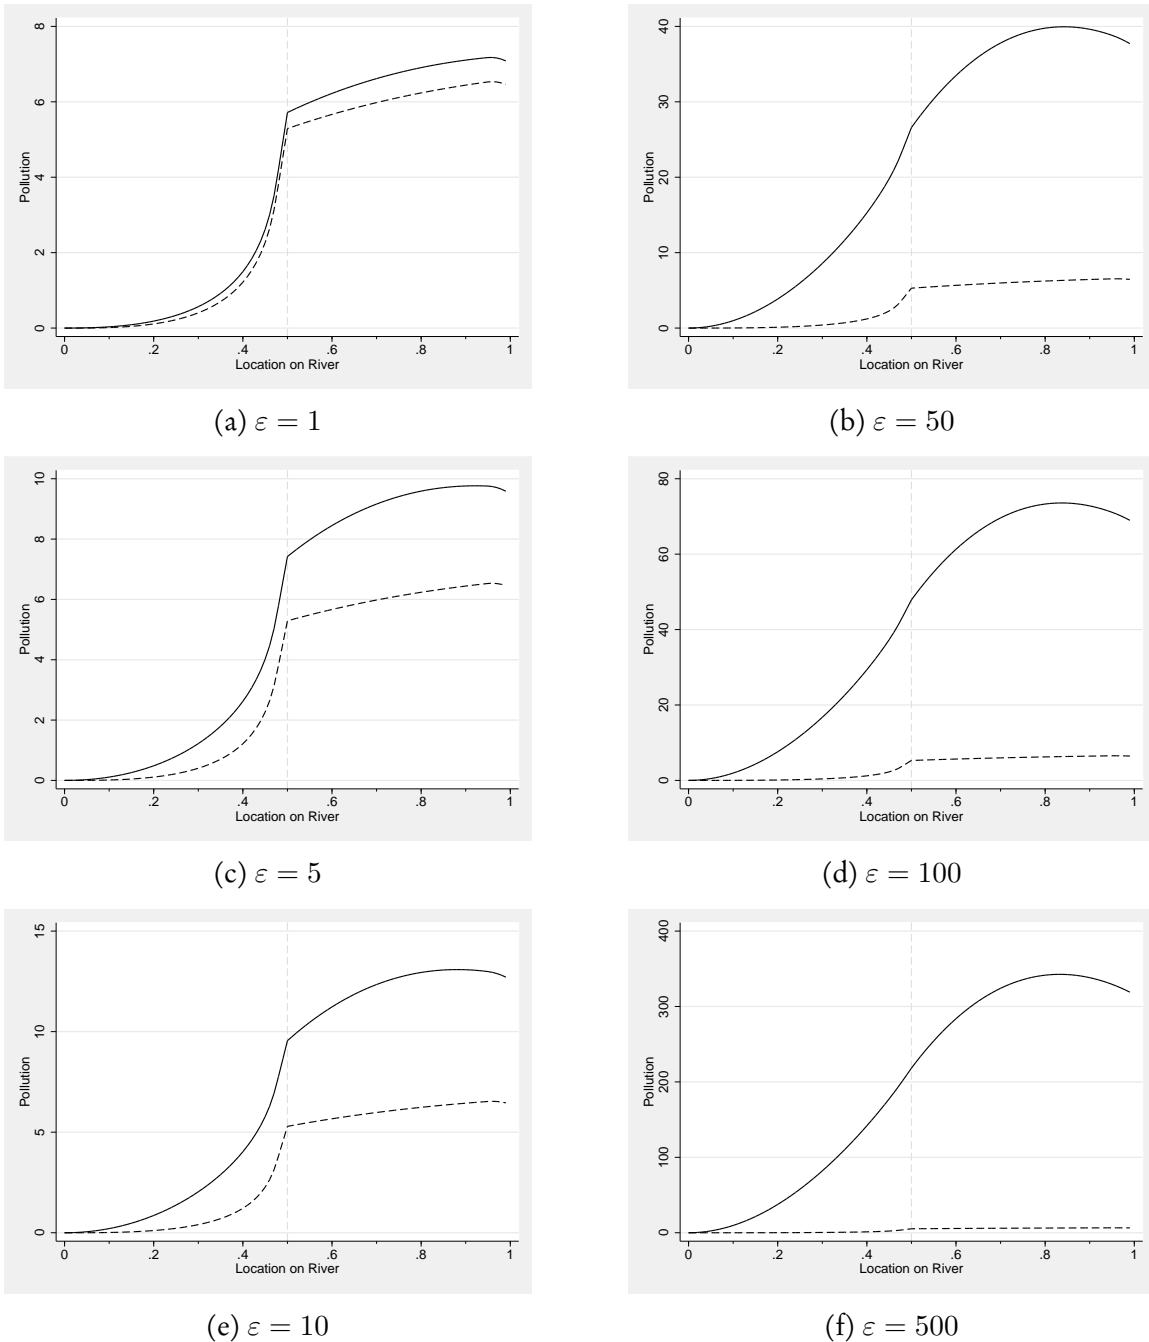 8
6
4
2
0
Pollution
0 .2 .4 .6 .8 1
Location on River
(a) ε = 1
40
30
20
10
0
Pollution
0 .2 .4 .6 .8 1
Location on River
(b) ε = 50
10
8
6
4
2
0
Pollution
0 .2 .4 .6 .8 1
Location on River
(c) ε = 5
80
60
40
20
0
Pollution
0 .2 .4 .6 .8 1
Location on River
(d) ε = 100
15
10
5
0
Pollution
0 .2 .4 .6 .8 1
Location on River
(e) ε = 10
400
300
200
100
0
Pollution
0 .2 .4 .6 .8 1
Location on River
(f) ε = 500